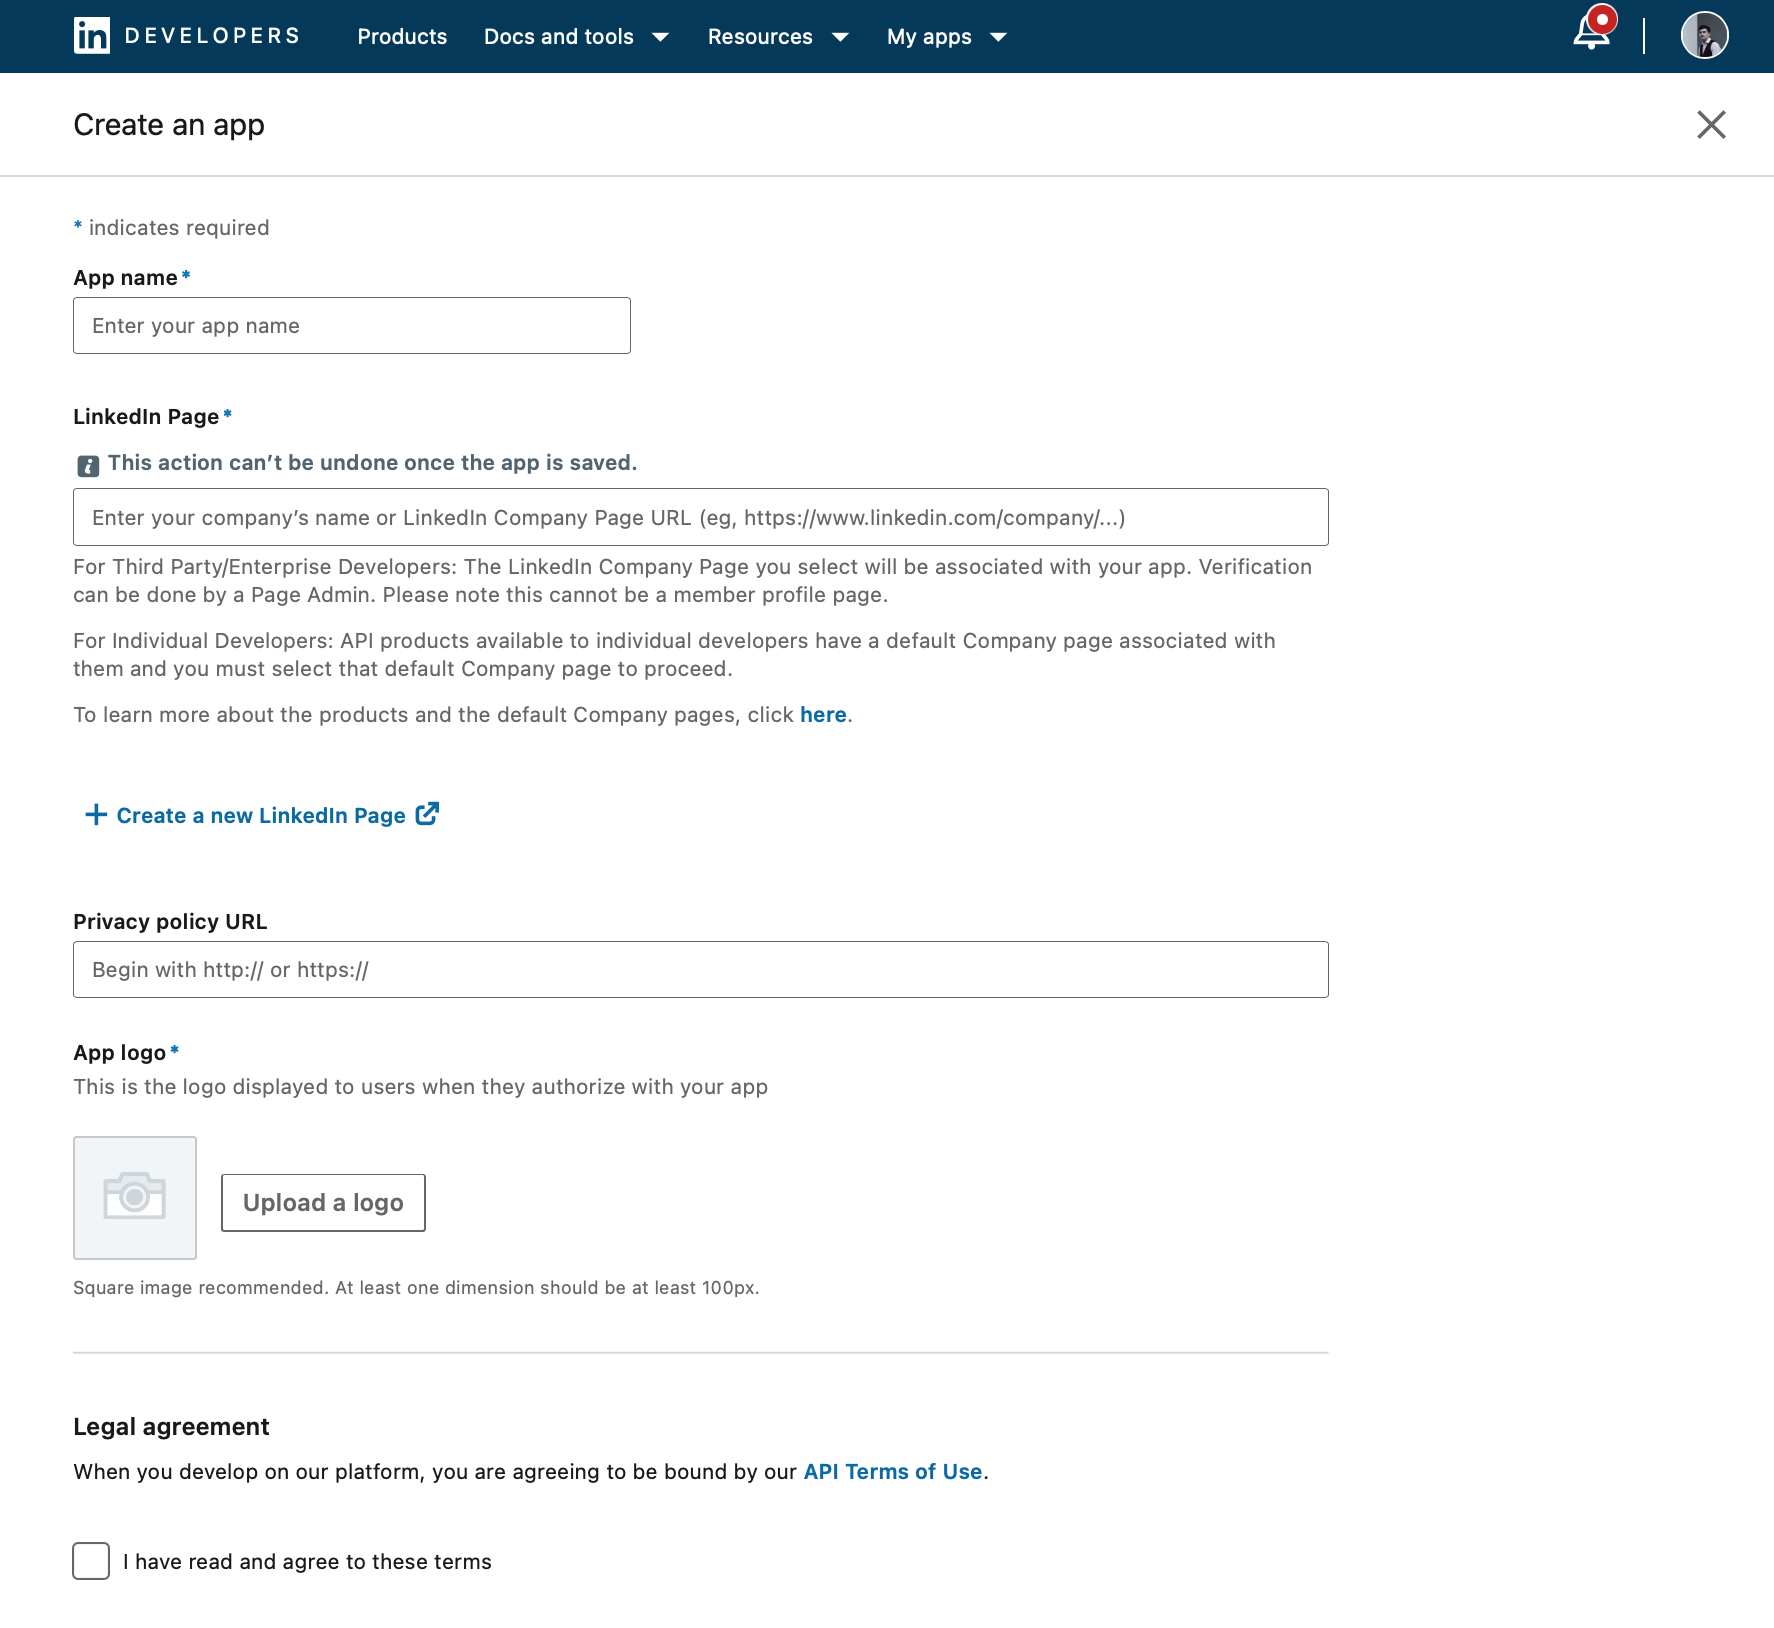 in DEVELOPERS Products Docs and tools Resources My apps
Create an app
* indicates required
App name*
Enter your app name
LinkedIn Page*
This action can’t be undone once the app is saved.
Enter your company’s name or LinkedIn Company Page URL (eg, https://www.linkedin.com/company/...)
For Third Party/Enterprise Developers: The LinkedIn Company Page you select will be associated with your app. Verification
can be done by a Page Admin. Please note this cannot be a member profile page.
For Individual Developers: API products available to individual developers have a default Company page associated with
them and you must select that default Company page to proceed.
To learn more about the products and the default Company pages, click here.
+ Create a new LinkedIn Page
Privacy policy URL
Begin with http:// or https://
App logo*
This is the logo displayed to users when they authorize with your app
Upload a logo
Square image recommended. At least one dimension should be at least 100px.
Legal agreement
When you develop on our platform, you are agreeing to be bound by our API Terms of Use.
I have read and agree to these terms